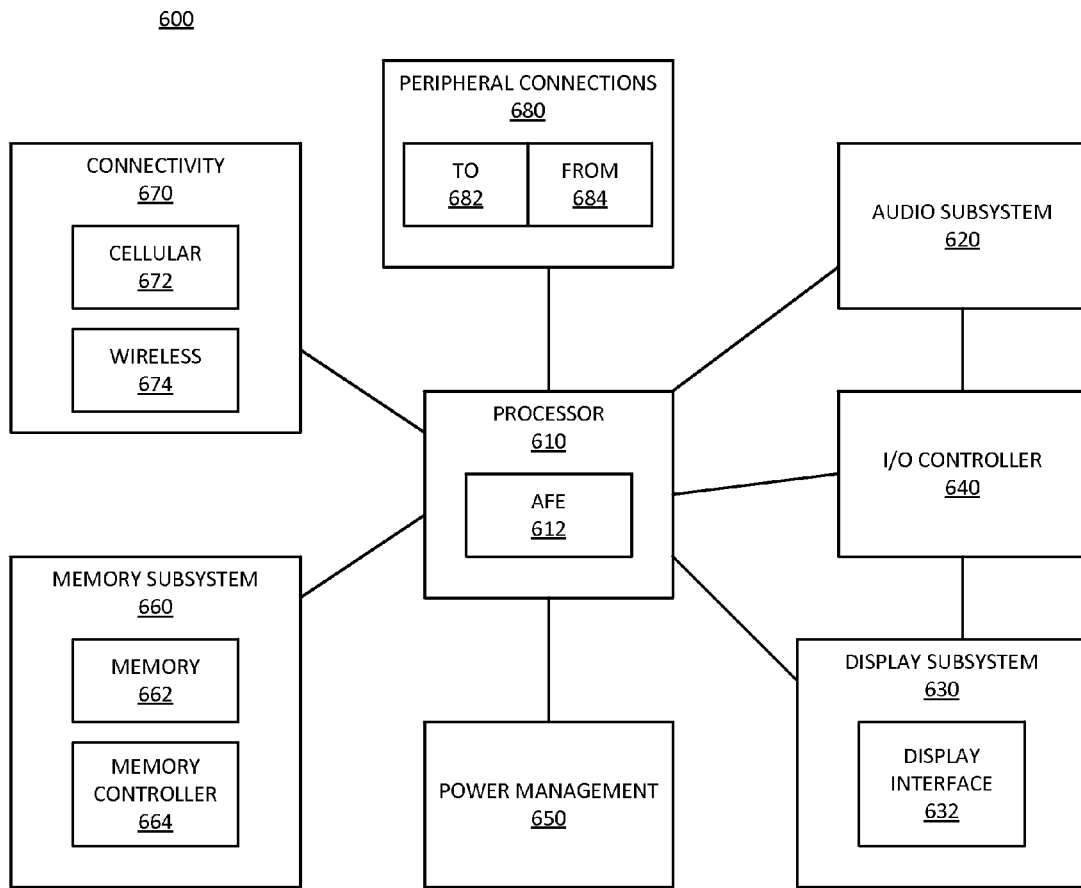 600
PERIPHERAL CONNECTIONS
680
TO
682
FROM
684
CONNECTIVITY
670
CELLULAR
672
WIRELESS
674
AUDIO SUBSYSTEM
620
PROCESSOR
610
AFE
612
I/O CONTROLLER
640
MEMORY SUBSYSTEM
660
MEMORY
662
MEMORY
CONTROLLER
664
POWER MANAGEMENT
650
DISPLAY SUBSYSTEM
630
DISPLAY
INTERFACE
632